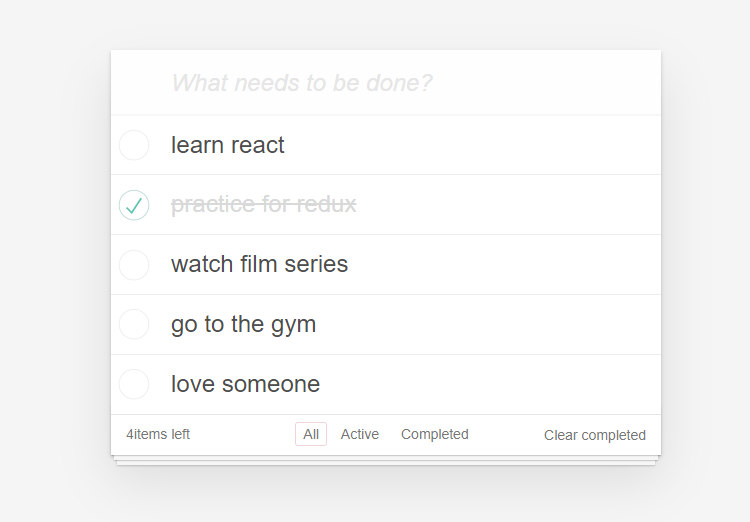 What needs to be done?
learn react
practice for redux
watch film series
go to the gym
love someone
4items left All Active Completed Clear completed